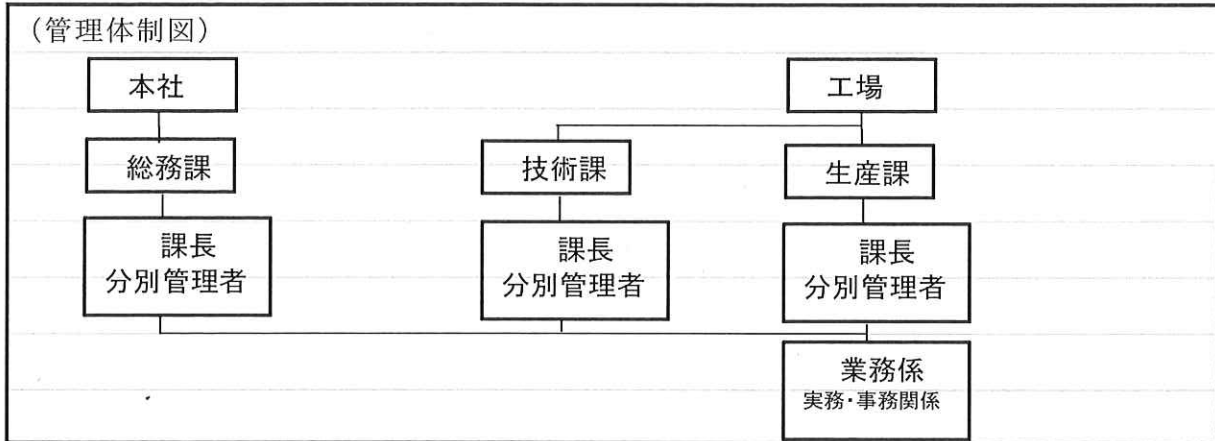 (管理体制図)
本社
工場
総務課
技術課
生産課
課長
分別管理者
課長
分別管理者
課長
分別管理者
業務係
実務・事務関係